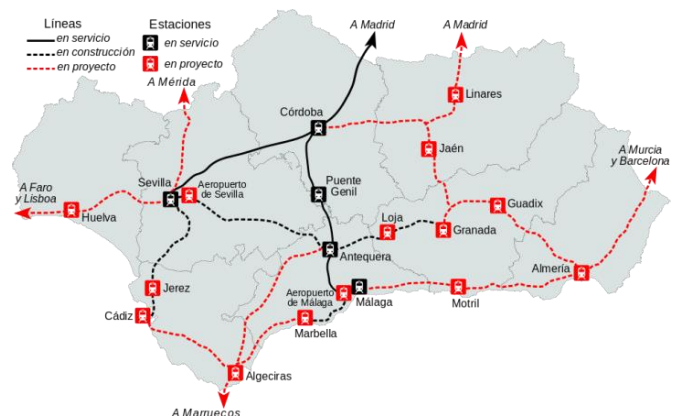 Líneas
en servicio
en construcción
en proyecto
Estaciones
en servicio
en proyecto
A Madrid
A Madrid
A Mérida
Linares
Córdoba
Jaén
A Murcia
y Barcelona
A Faro
y Lisboa
Sevilla
Aeropuerto
de Sevilla
Puente
Genil
Huelva
Loja
Guadix
Granada
Antequera
Almería
Jerez
Aeropuerto
de Málaga
Málaga
Motril
Cádiz
Marbella
Algeciras
A Marruecos